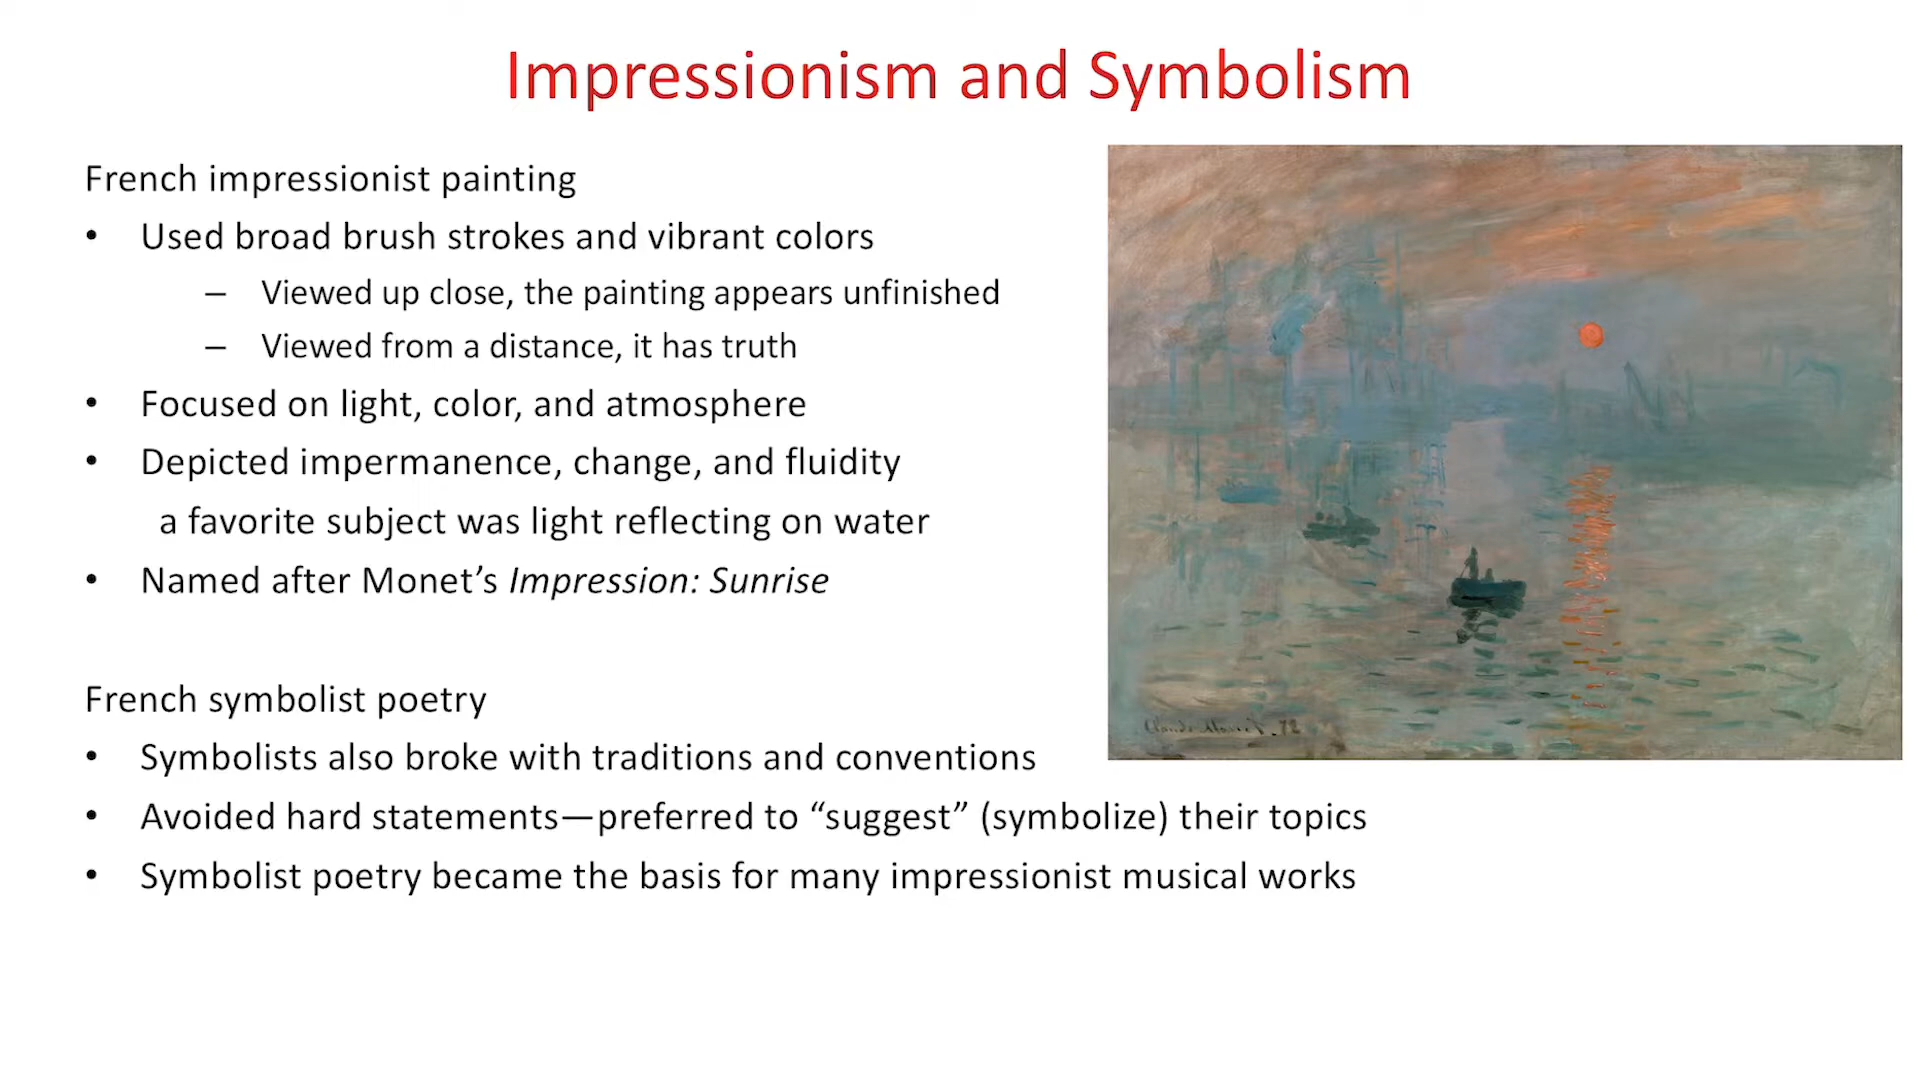 Impressionism and Symbolism
French impressionist painting
• Used broad brush strokes and vibrant colors
– Viewed up close, the painting appears unfinished
– Viewed from a distance, it has truth
• Focused on light, color, and atmosphere
• Depicted impermanence, change, and fluidity
a favorite subject was light reflecting on water
• Named after Monet’s Impression: Sunrise
Claude Monet. 72
French symbolist poetry
• Symbolists also broke with traditions and conventions
• Avoided hard statements—preferred to “suggest” (symbolize) their topics
• Symbolist poetry became the basis for many impressionist musical works